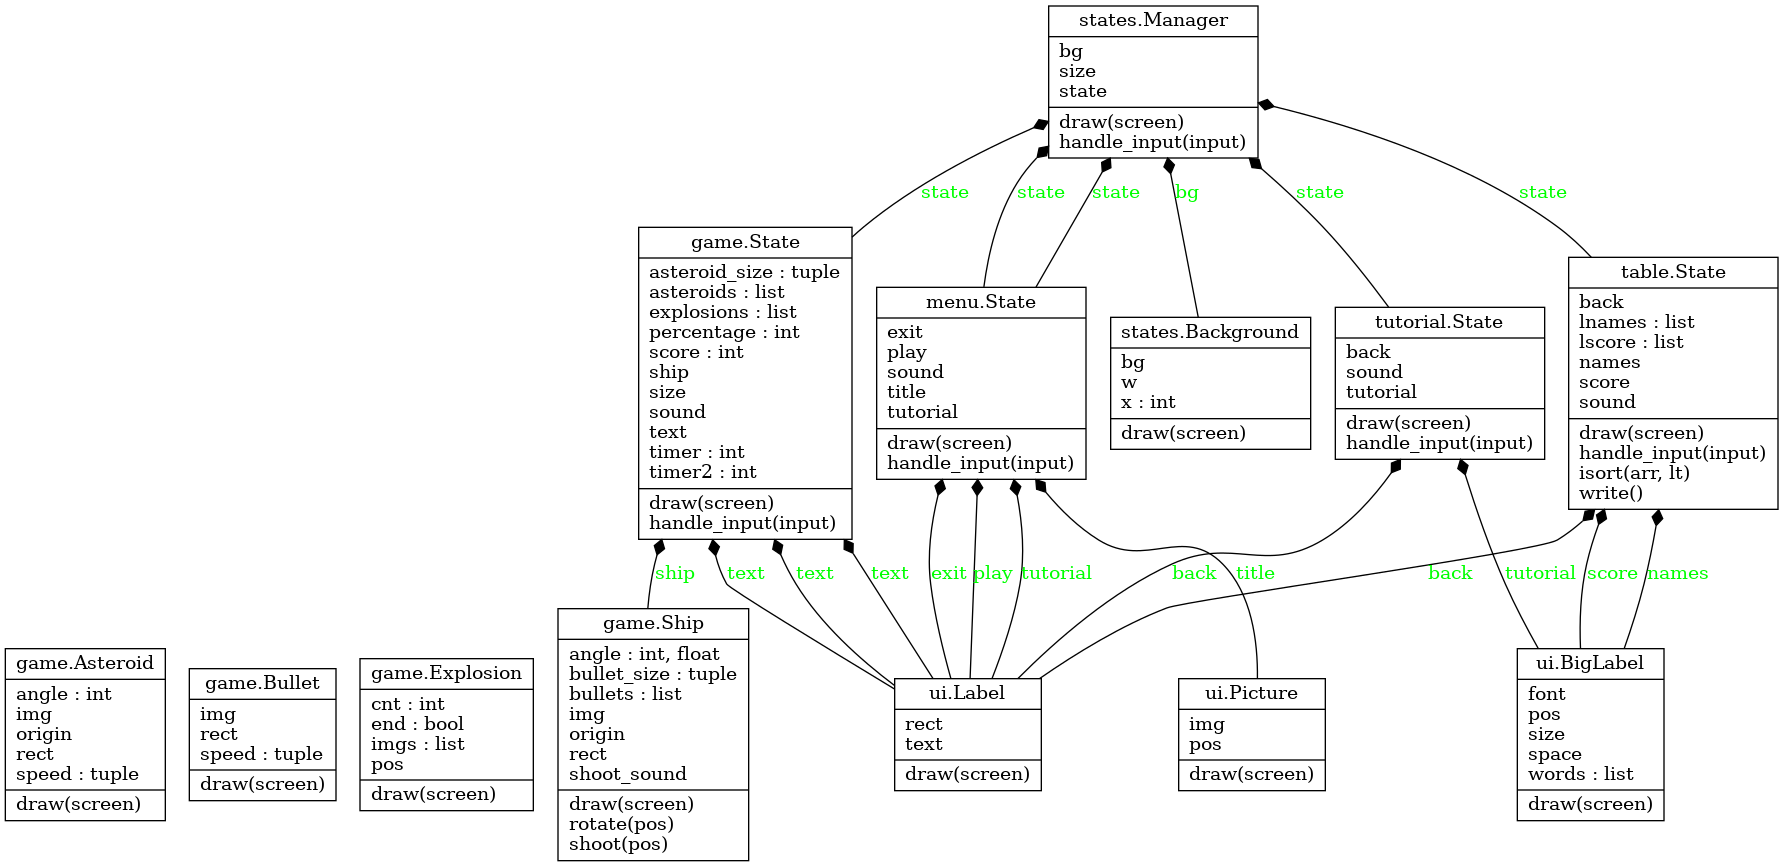 states.Manager
bg
size
state
draw(screen)
handle_input(input)
state
state
state
bg
state
state
game.State
asteroid_size : tuple
asteroids : list
explosions : list
percentage : int
score : int
ship
size
sound
text
timer : int
timer2 : int
draw(screen)
handle_input(input)
menu.State
exit
play
sound
title
tutorial
draw(screen)
handle_input(input)
states.Background
bg
w
x : int
draw(screen)
tutorial.State
back
sound
tutorial
draw(screen)
handle_input(input)
table.State
back
lnames : list
lscore : list
names
score
sound
draw(screen)
handle_input(input)
isort(arr, lt)
write()
ship
text
text
text
exit
play
tutorial
back
title
back
tutorial
score
names
game.Asteroid
angle : int
img
origin
rect
speed : tuple
draw(screen)
game.Bullet
img
rect
speed : tuple
draw(screen)
game.Explosion
cnt : int
end : bool
imgs : list
pos
draw(screen)
game.Ship
angle : int, float
bullet_size : tuple
bullets : list
img
origin
rect
shoot_sound
draw(screen)
rotate(pos)
shoot(pos)
ui.Label
rect
text
draw(screen)
ui.Picture
img
pos
draw(screen)
ui.BigLabel
font
pos
size
space
words : list
draw(screen)